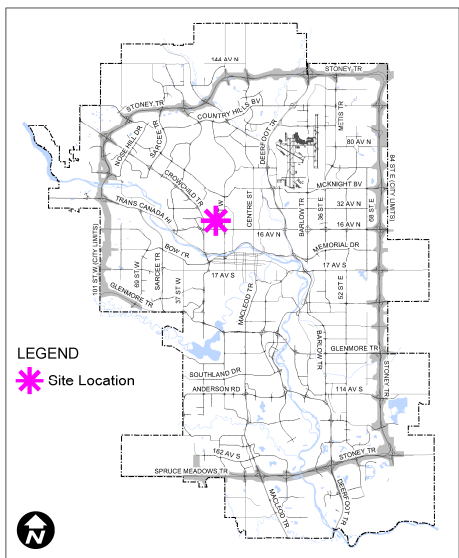 144 AV N
STONEY TR
STONEY TR
COUNTRY HILLS BV
NOSE HILL DR
SARCEE TR
DEERFOOT TR
METIS TR
80 AV N
CROWCHILD TR
MCKNIGHT BV
84 ST E (CITY LIMITS)
TRANS CANADA HI
W
CENTRE ST
BARLOW TR
36 ST E
32 AV N
68 ST E
16 AV N
16 AV N
BOW TR
MEMORIAL DR
17 AV S
17 AV S
101 ST W (CITY LIMITS)
69 ST W
SARCEE TR
37 ST W
GLENMORE TR
MACLEOD TR
52 ST E
BARLOW TR
GLENMORE TR
LEGEND
Site Location
SOUTHLAND DR
ANDERSON RD
114 AV S
STONEY TR
162 AV S
STONEY TR
SPRUCE MEADOWS TR
MACLEOD TR
DEERFOOT TR
N